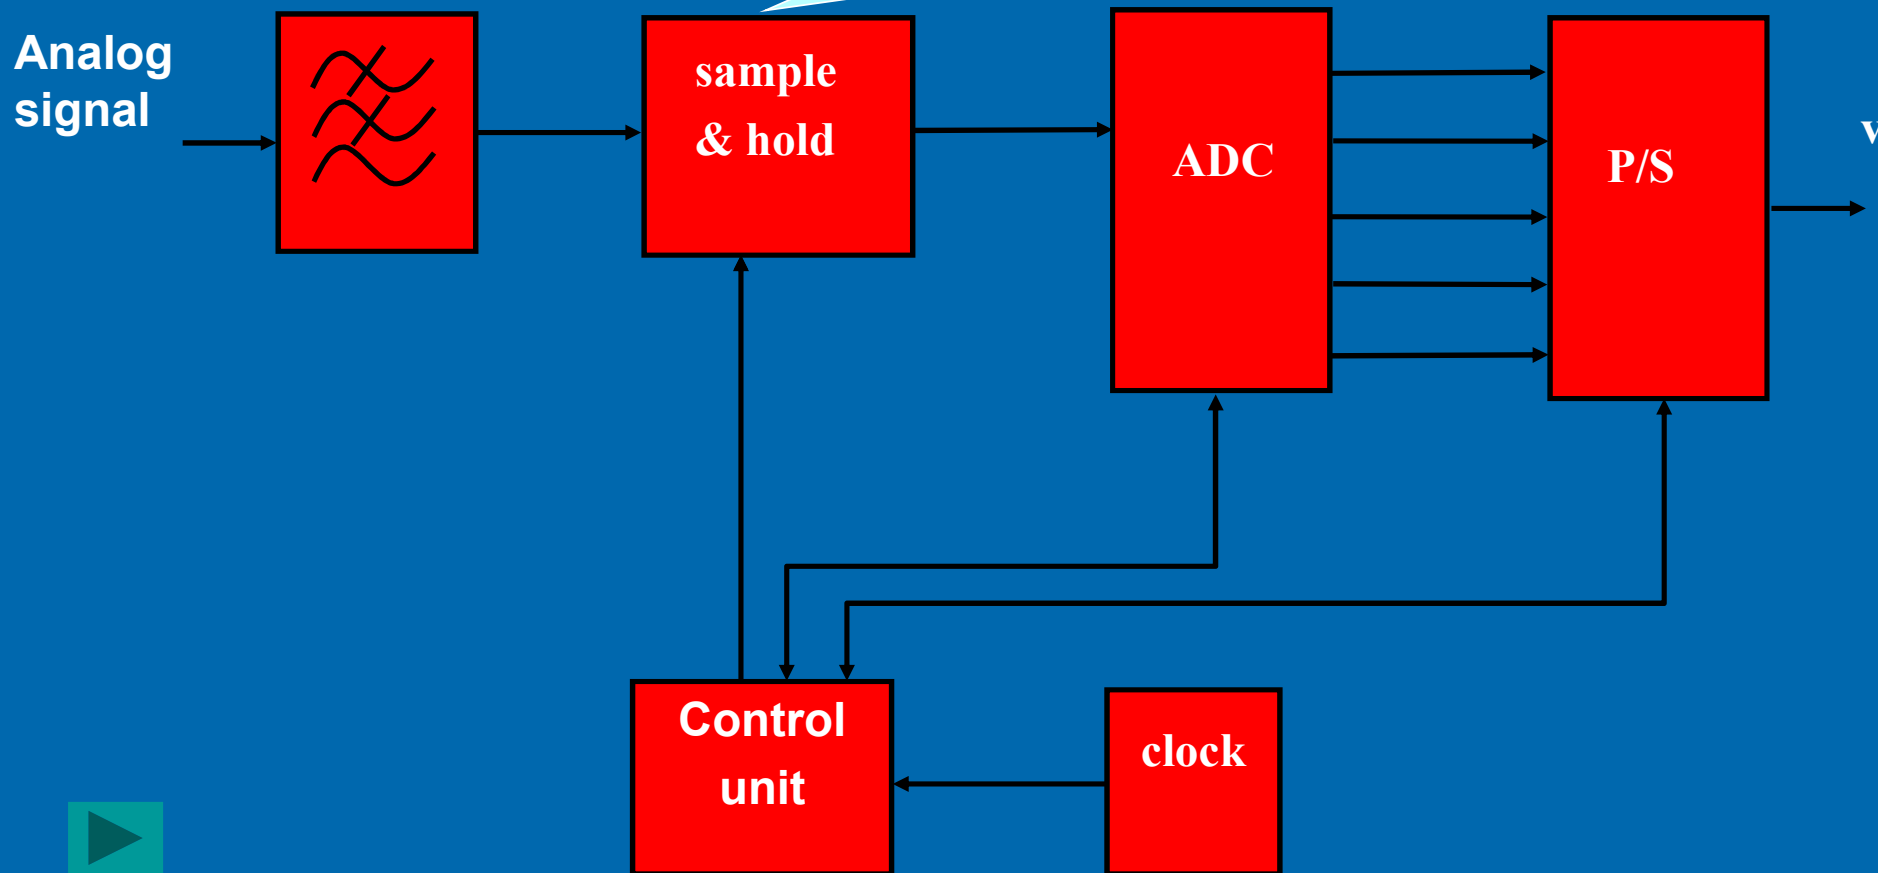 Analog
signal
sample
& hold
ADC
P/S
Control
unit
clock